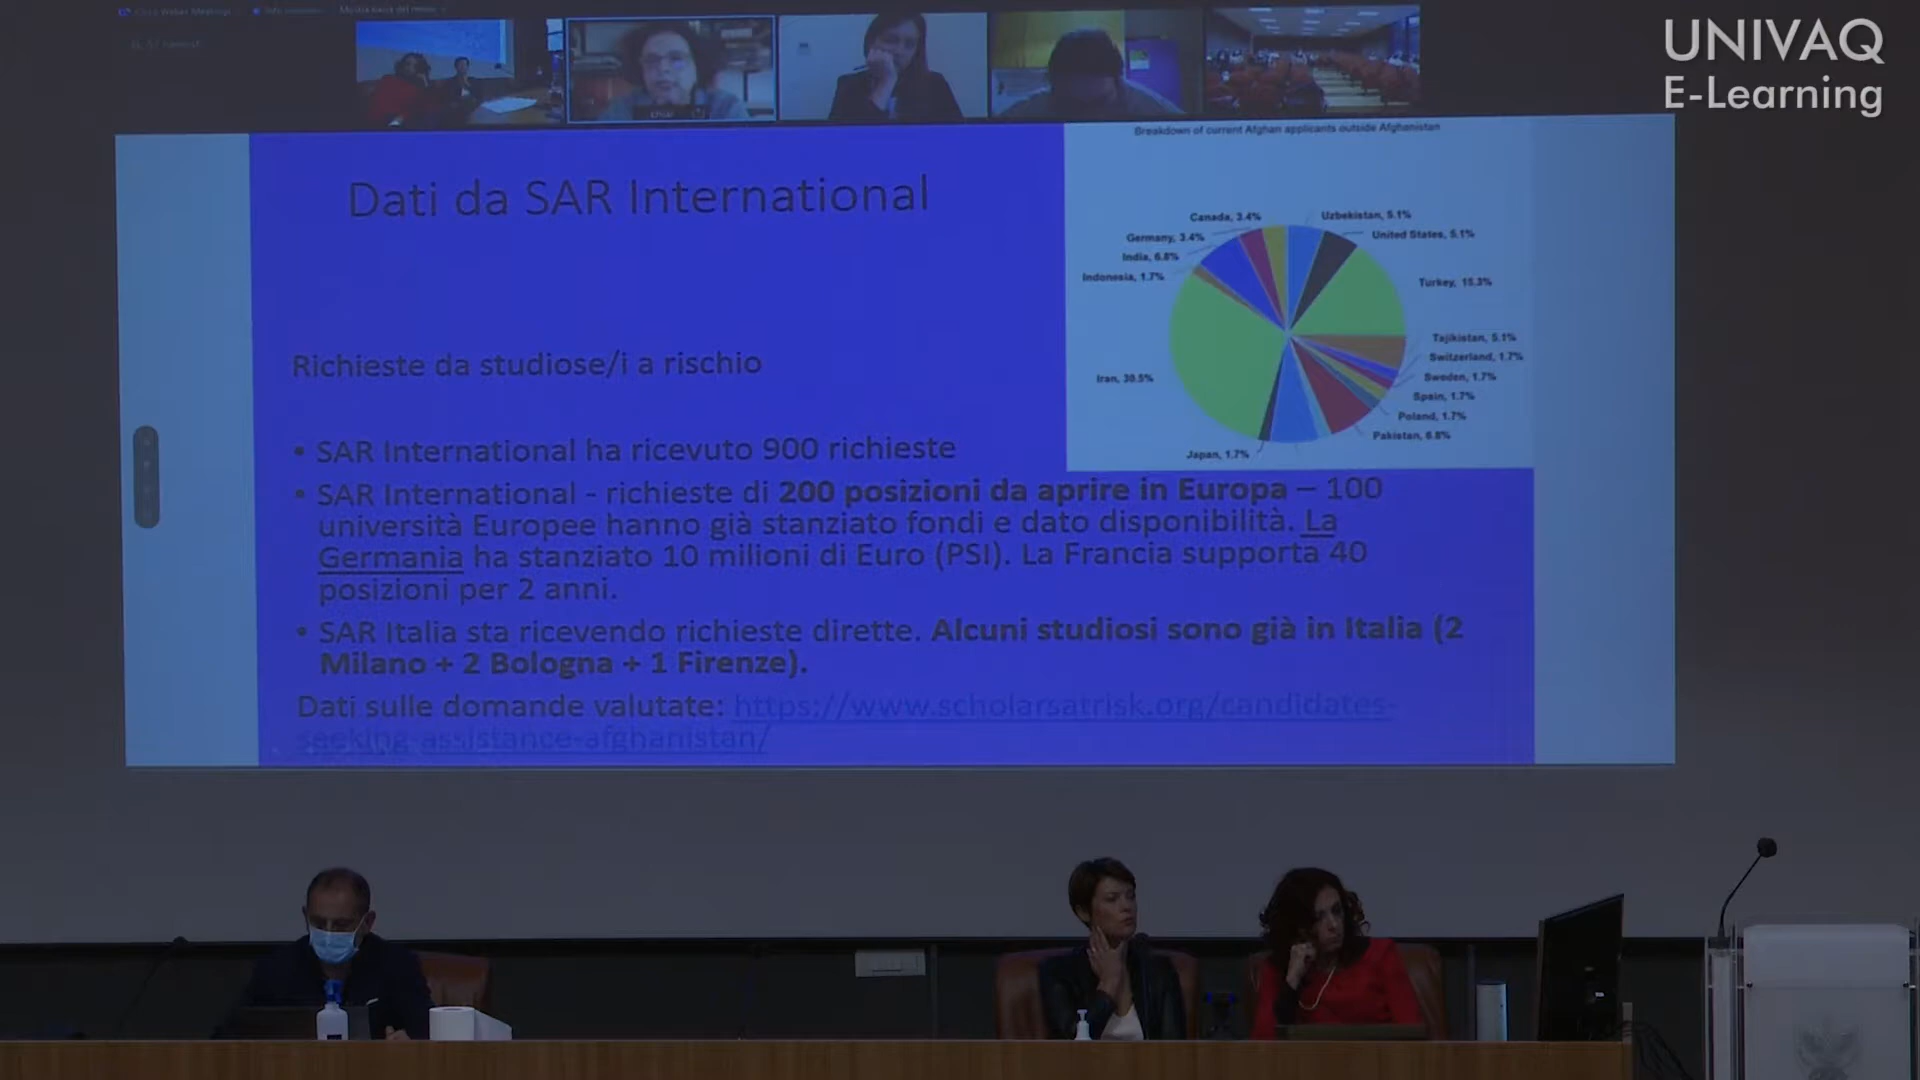 UNIVAQ
E-Learning
Breakdown of current Afghan applicants outside Afghanistan
Dati da SAR International
Canada, 3.4%
Uzbekistan, 5.1%
Germany, 3.4%
United States, 5.1%
India, 6.8%
Indonesia, 1.7%
Turkey, 15.3%
Tajikistan, 5.1%
Switzerland, 1.7%
Sweden, 1.7%
Iran, 30.5%
Spain, 1.7%
Poland, 1.7%
Pakistan, 6.8%
Japan, 1.7%
Richieste da studiose/i a rischio
• SAR International ha ricevuto 900 richieste
• SAR International - richieste di 200 posizioni da aprire in Europa – 100
università Europee hanno già stanziato fondi e dato disponibilità. La
Germania ha stanziato 10 milioni di Euro (PSI). La Francia supporta 40
posizioni per 2 anni.
• SAR Italia sta ricevendo richieste dirette. Alcuni studiosi sono già in Italia (2
Milano + 2 Bologna + 1 Firenze).
Dati sulle domande valutate: https://www.scholarsatrisk.org/candidates-
seeking-assistance-afghanistan/